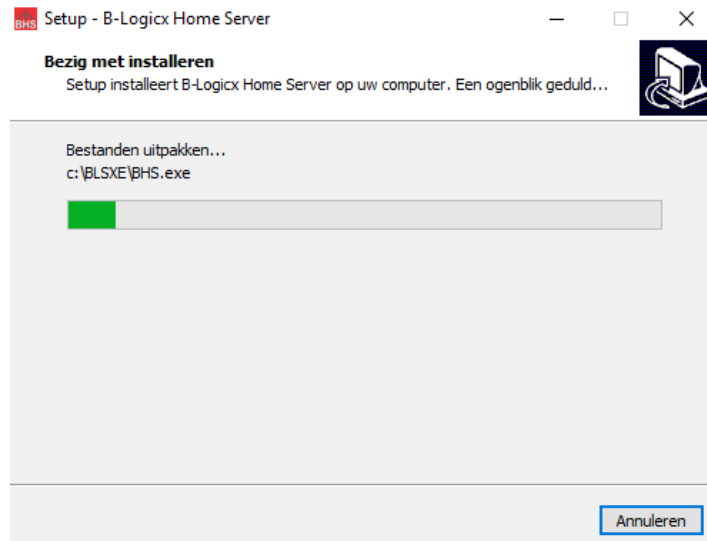 BHS Setup - B-Logicx Home Server
Bezig met installeren
Setup installeert B-Logicx Home Server op uw computer. Een ogenblik geduld...
Bestanden uitpakken...
c:\BLSXE\BHS.exe
Annuleren